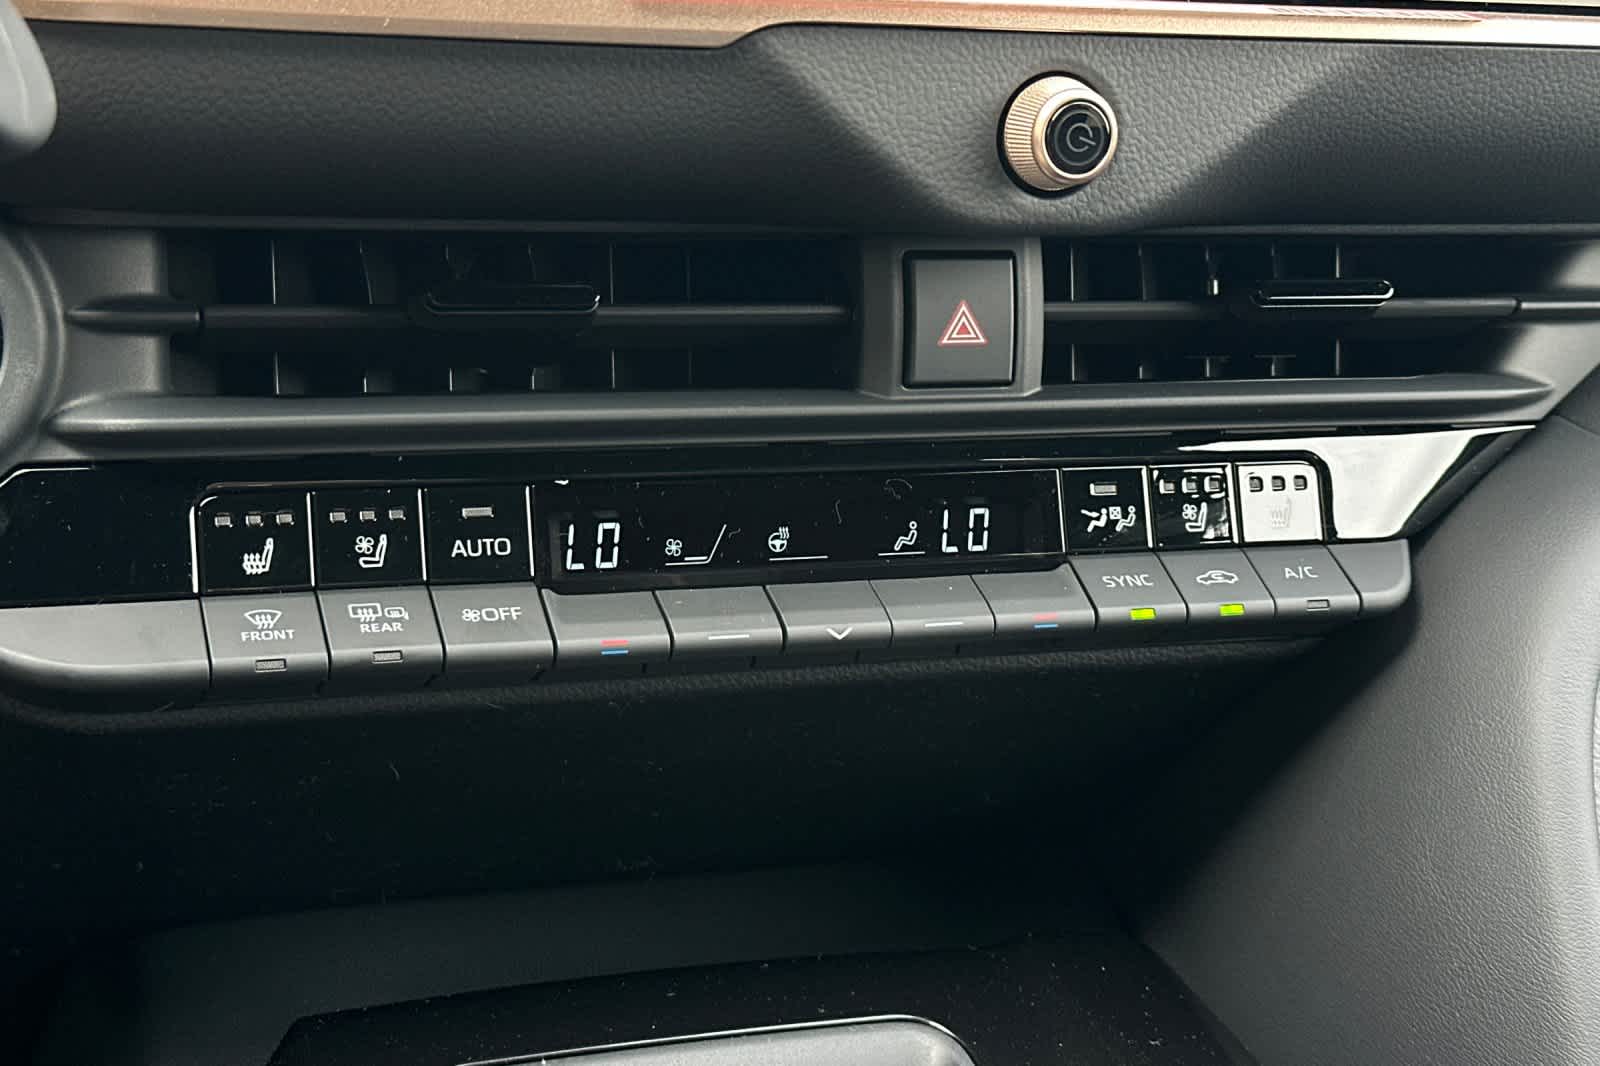 AUTO
LO
LO
FRONT
REAR
OFF
SYNC
A/C